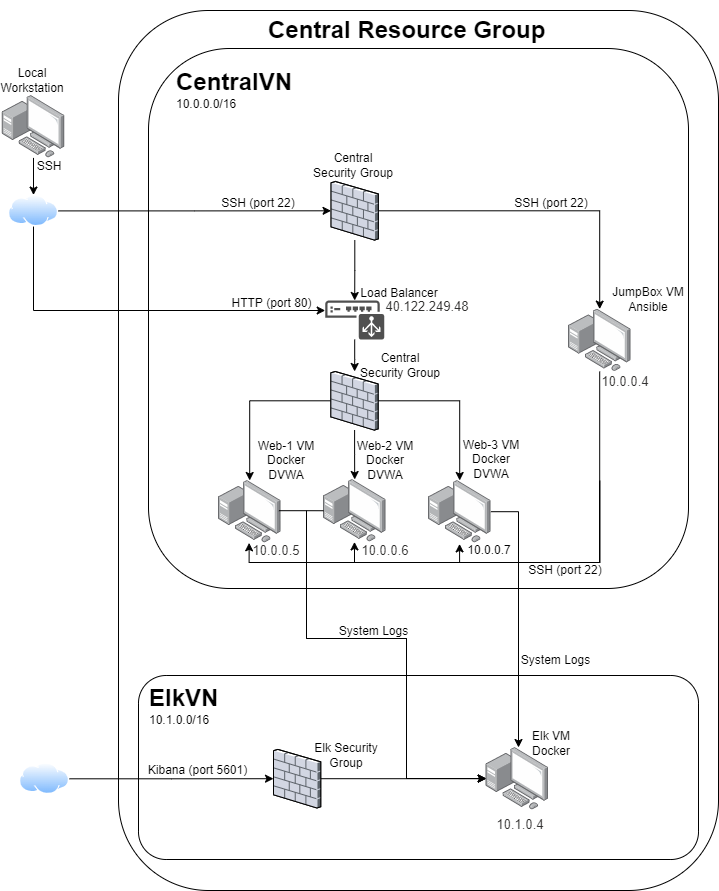 Central Resource Group
Local
Workstation
CentralVN
10.0.0.0/16
SSH
Central
Security Group
SSH (port 22)
SSH (port 22)
HTTP (port 80)
Load Balancer
40.122.249.48
JumpBox VM
Ansible
10.0.0.4
Central
Security Group
Web-1 VM
Docker
DVWA
Web-2 VM
Docker
DVWA
Web-3 VM
Docker
DVWA
10.0.0.5
10.0.0.6
10.0.0.7
SSH (port 22)
System Logs
System Logs
ElkVN
10.1.0.0/16
Kibana (port 5601)
Elk Security
Group
Elk VM
Docker
10.1.0.4